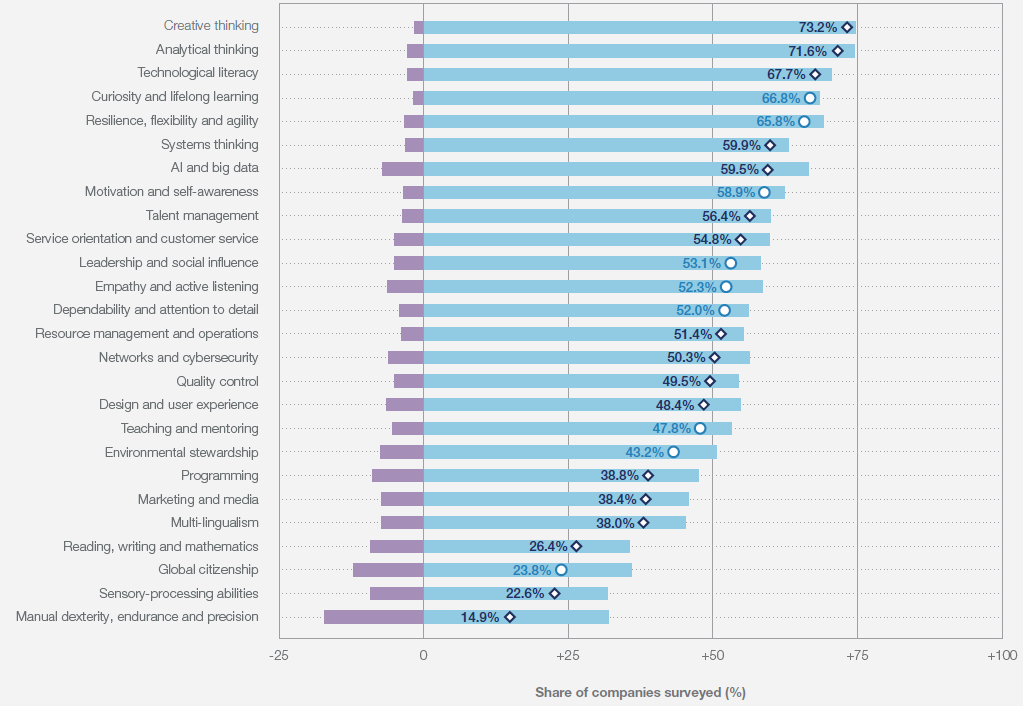 Creative thinking 73.2%
Analytical thinking 71.6%
Technological literacy 67.7%
Curiosity and lifelong learning 66.8%
Resilience, flexibility and agility 65.8%
Systems thinking 59.9%
AI and big data 59.5%
Motivation and self-awareness 58.9%
Talent management 56.4%
Service orientation and customer service 54.8%
Leadership and social influence 53.1%
Empathy and active listening 52.3%
Dependability and attention to detail 52.0%
Resource management and operations 51.4%
Networks and cybersecurity 50.3%
Quality control 49.5%
Design and user experience 48.4%
Teaching and mentoring 47.8%
Environmental stewardship 43.2%
Programming 38.8%
Marketing and media 38.4%
Multi-lingualism 38.0%
Reading, writing and mathematics 26.4%
Global citizenship 23.8%
Sensory-processing abilities 22.6%
Manual dexterity, endurance and precision 14.9%
-25 0 +25 +50 +75 +100
Share of companies surveyed (%)